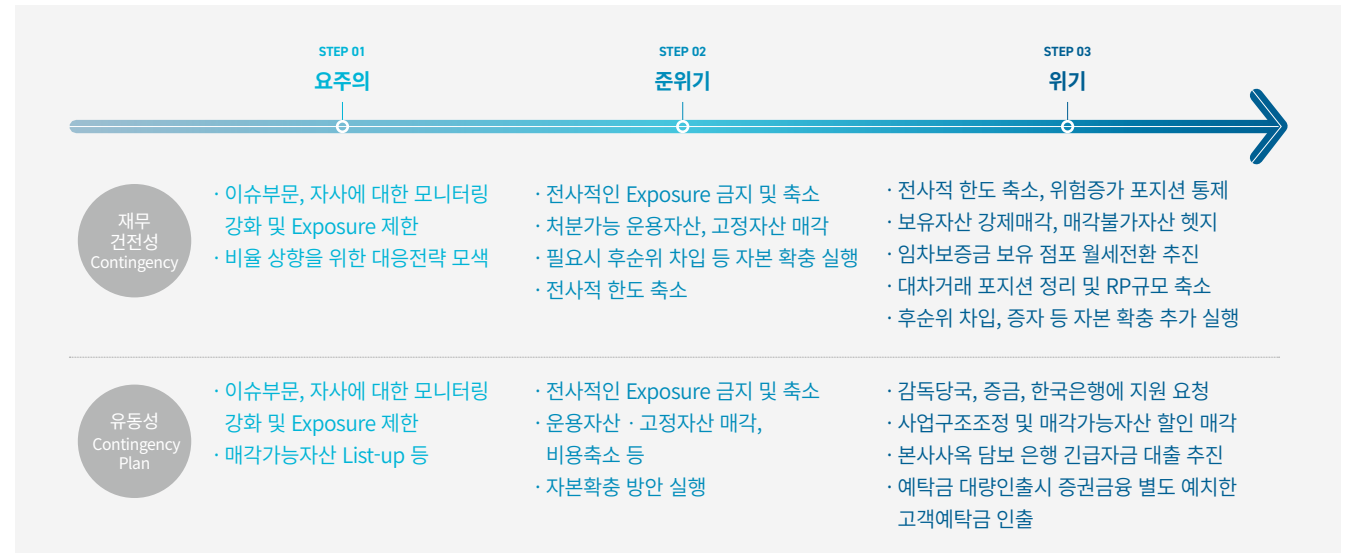 STEP 01
요주의
STEP 02
준위기
STEP 03
위기
재무
건전성
Contingency
· 이슈부문, 자사에 대한 모니터링
강화 및 Exposure 제한
· 비율 상향을 위한 대응전략 모색
· 전사적인 Exposure 금지 및 축소
· 처분가능 운용자산, 고정자산 매각
· 필요시 후순위 차입 등 자본 확충 실행
· 전사적 한도 축소
· 전사적 한도 축소, 위험증가 포지션 통제
· 보유자산 강제매각, 매각불가자산 헷지
· 임차보증금 보유 점포 월세전환 추진
· 대차거래 포지션 정리 및 RP규모 축소
· 후순위 차입, 증자 등 자본 확충 추가 실행
유동성
Contingency
Plan
· 이슈부문, 자사에 대한 모니터링
강화 및 Exposure 제한
· 매각가능자산 List-up 등
· 전사적인 Exposure 금지 및 축소
· 운용자산 · 고정자산 매각,
비용축소 등
· 자본확충 방안 실행
· 감독당국, 증금, 한국은행에 지원 요청
· 사업구조조정 및 매각가능자산 할인 매각
· 본사사옥 담보 은행 긴급자금 대출 추진
· 예탁금 대량인출시 증권금융 별도 예치한
고객예탁금 인출